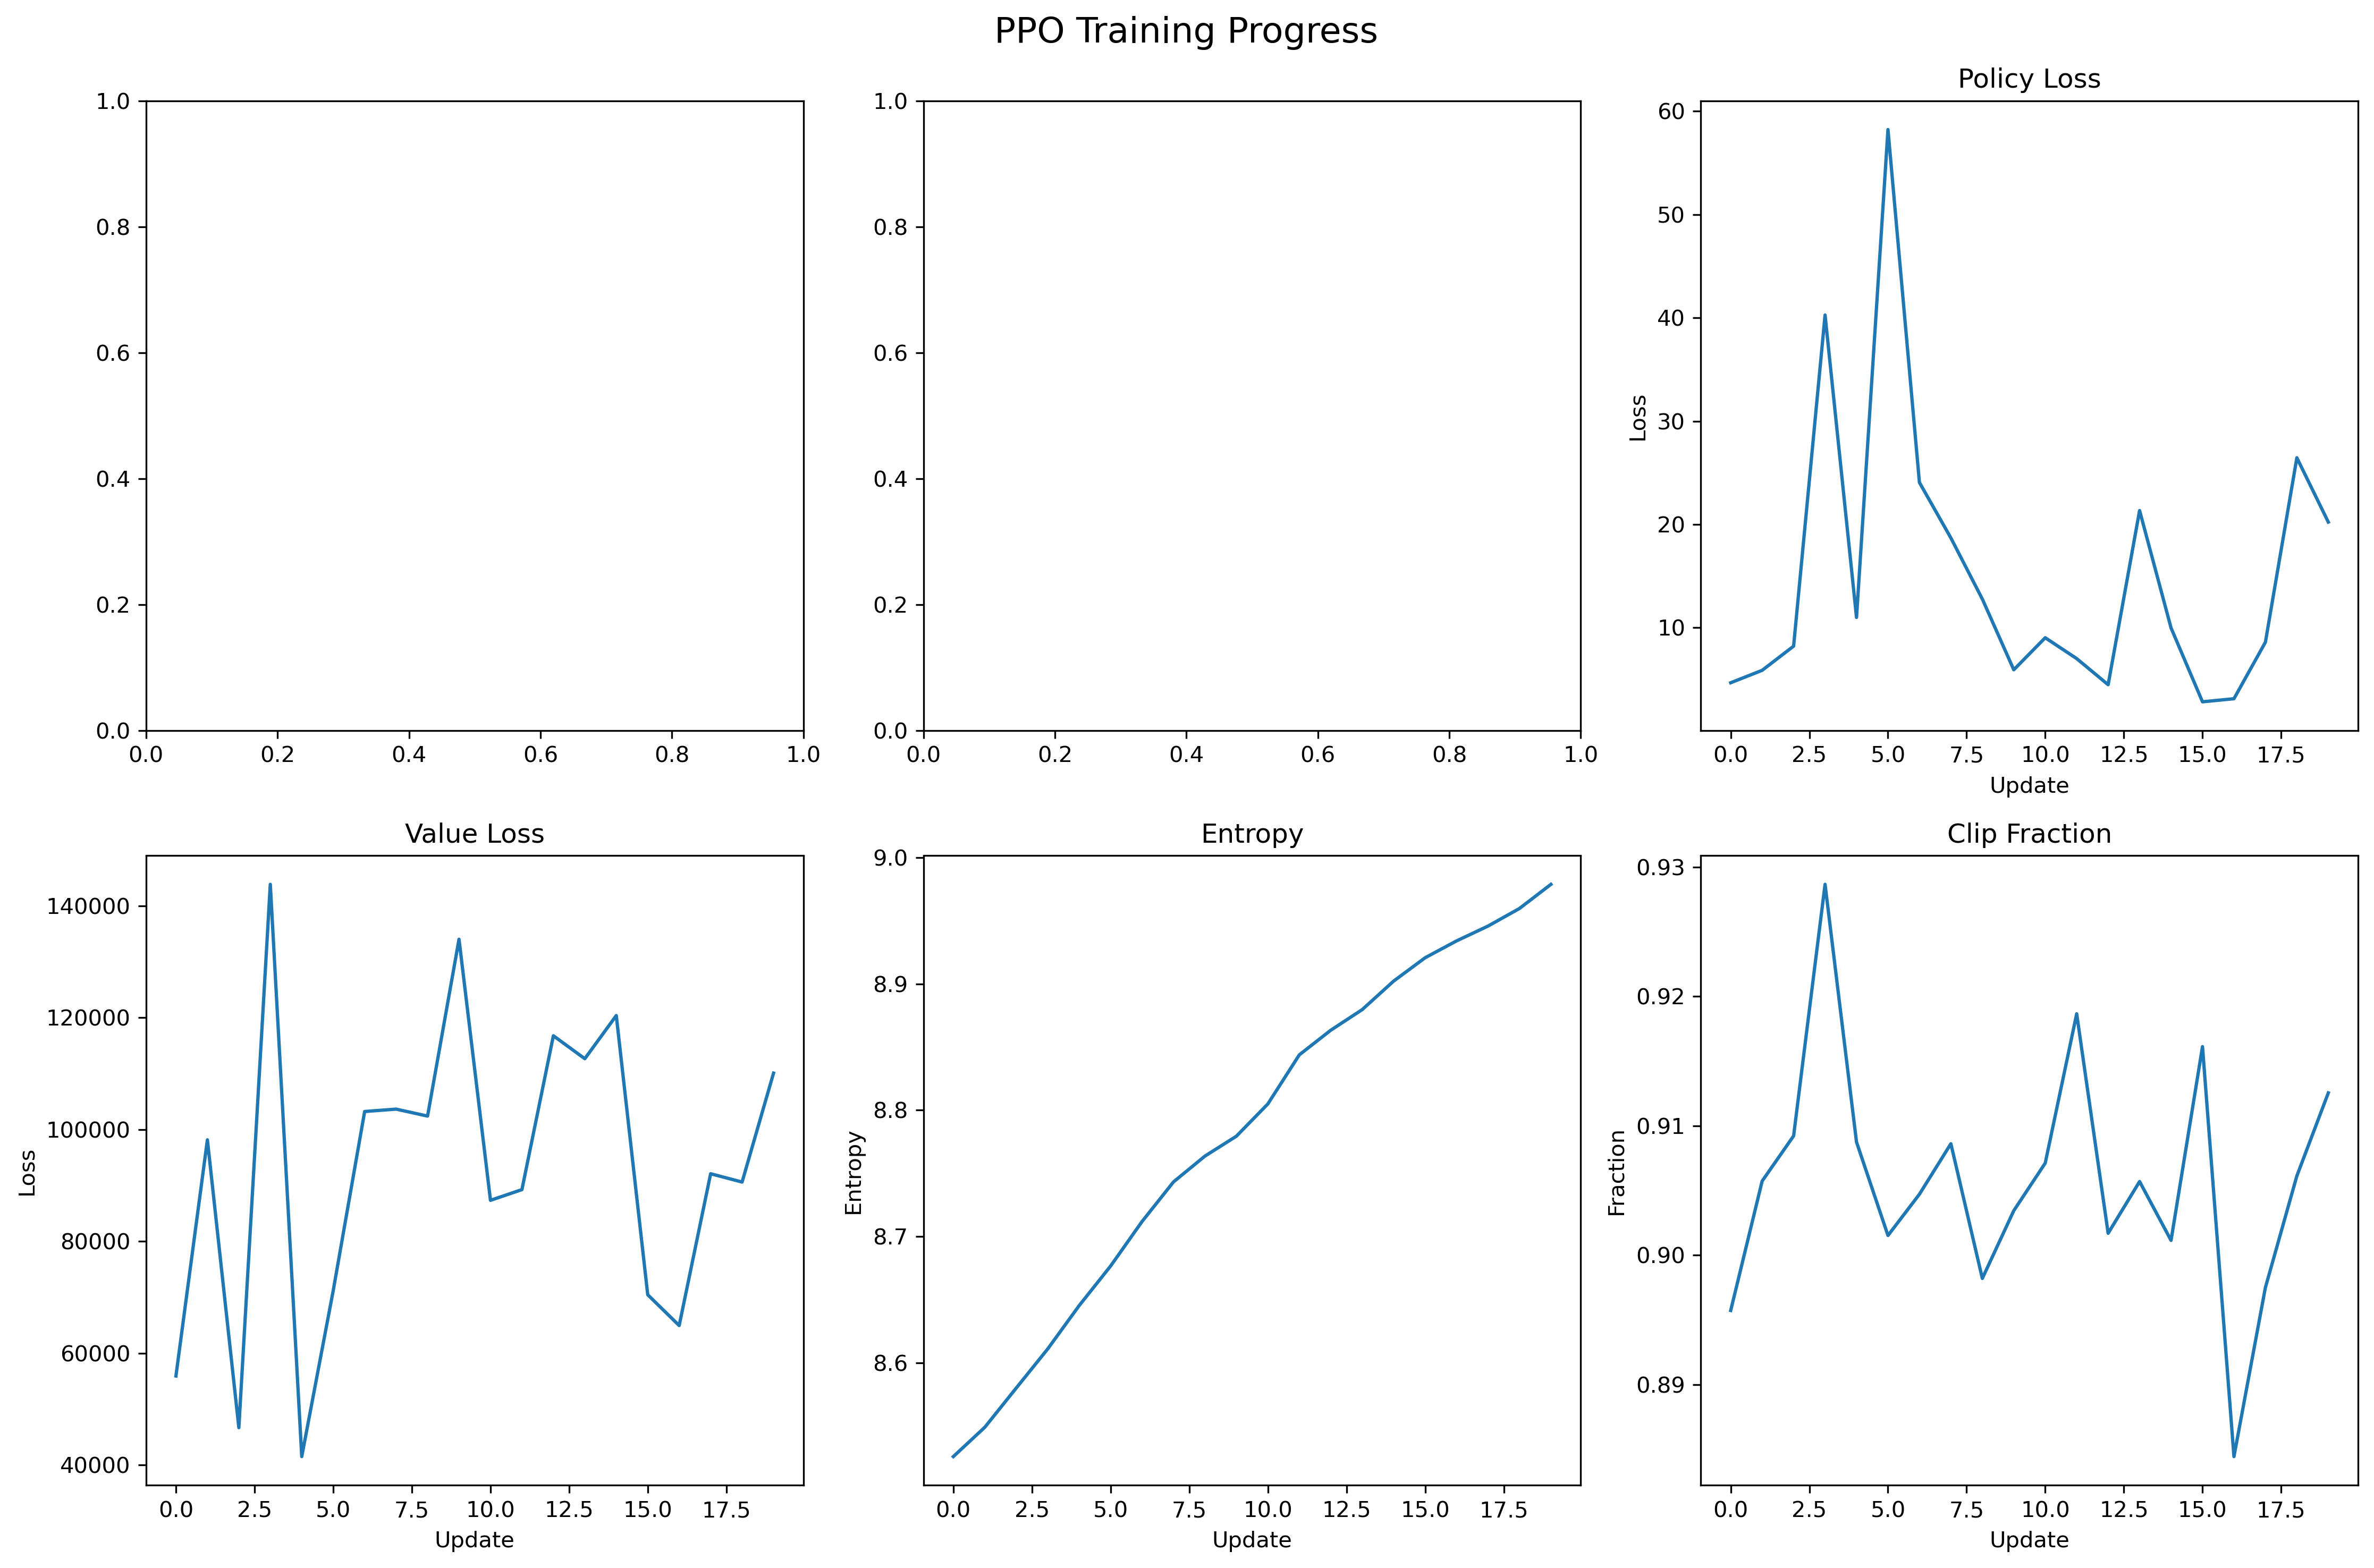 PPO Training Progress
1.0
0.8
0.6
0.4
0.2
0.0
0.0 0.2 0.4 0.6 0.8 1.0
1.0
0.8
0.6
0.4
0.2
0.0
0.0 0.2 0.4 0.6 0.8 1.0
Policy Loss
Loss
60
50
40
30
20
10
0.0 2.5 5.0 7.5 10.0 12.5 15.0 17.5
Update
Value Loss
Loss
140000
120000
100000
80000
60000
40000
0.0 2.5 5.0 7.5 10.0 12.5 15.0 17.5
Update
Entropy
Entropy
9.0
8.9
8.8
8.7
8.6
0.0 2.5 5.0 7.5 10.0 12.5 15.0 17.5
Update
Clip Fraction
Fraction
0.93
0.92
0.91
0.90
0.89
0.0 2.5 5.0 7.5 10.0 12.5 15.0 17.5
Update